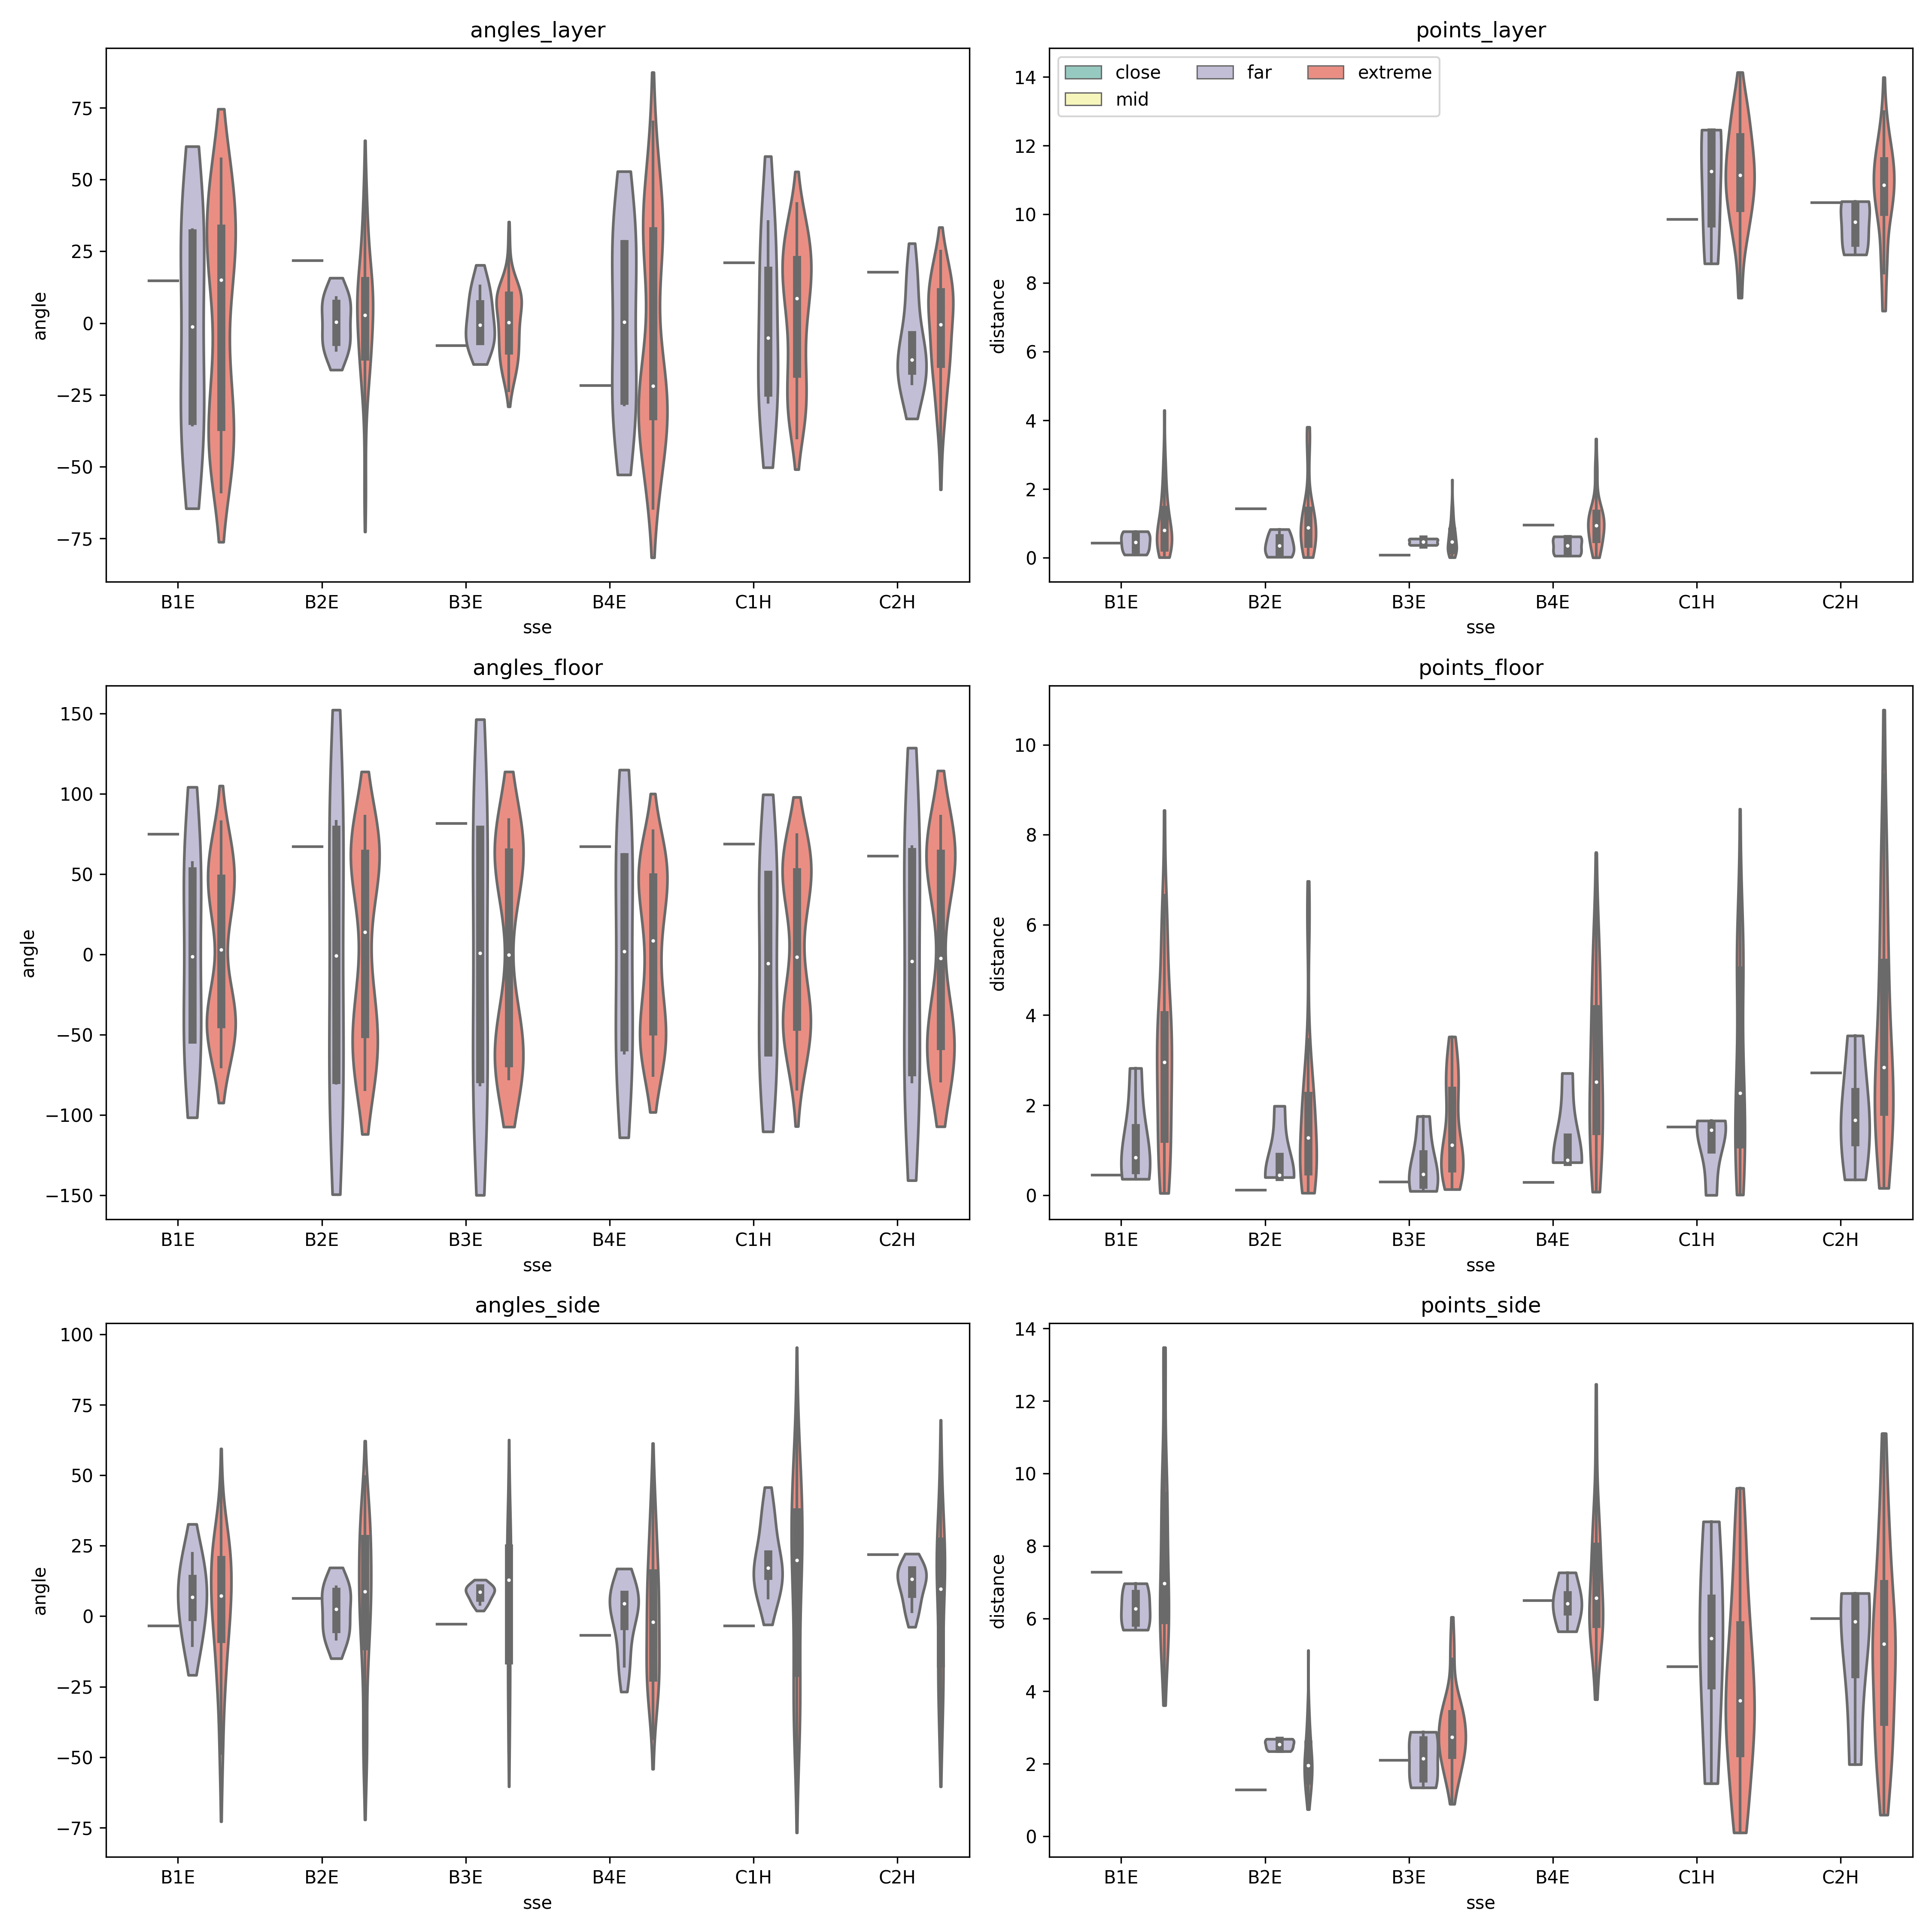 angles_layer
75
50
25
0
−25
−50
−75
angle
B1E B2E B3E B4E C1H C2H
sse
points_layer
close far extreme
mid
14
12
10
8
6
4
2
0
distance
B1E B2E B3E B4E C1H C2H
sse
angles_floor
150
100
50
0
−50
−100
−150
angle
B1E B2E B3E B4E C1H C2H
sse
points_floor
10
8
6
4
2
0
distance
B1E B2E B3E B4E C1H C2H
sse
angles_side
100
75
50
25
0
−25
−50
−75
angle
B1E B2E B3E B4E C1H C2H
sse
points_side
14
12
10
8
6
4
2
0
distance
B1E B2E B3E B4E C1H C2H
sse